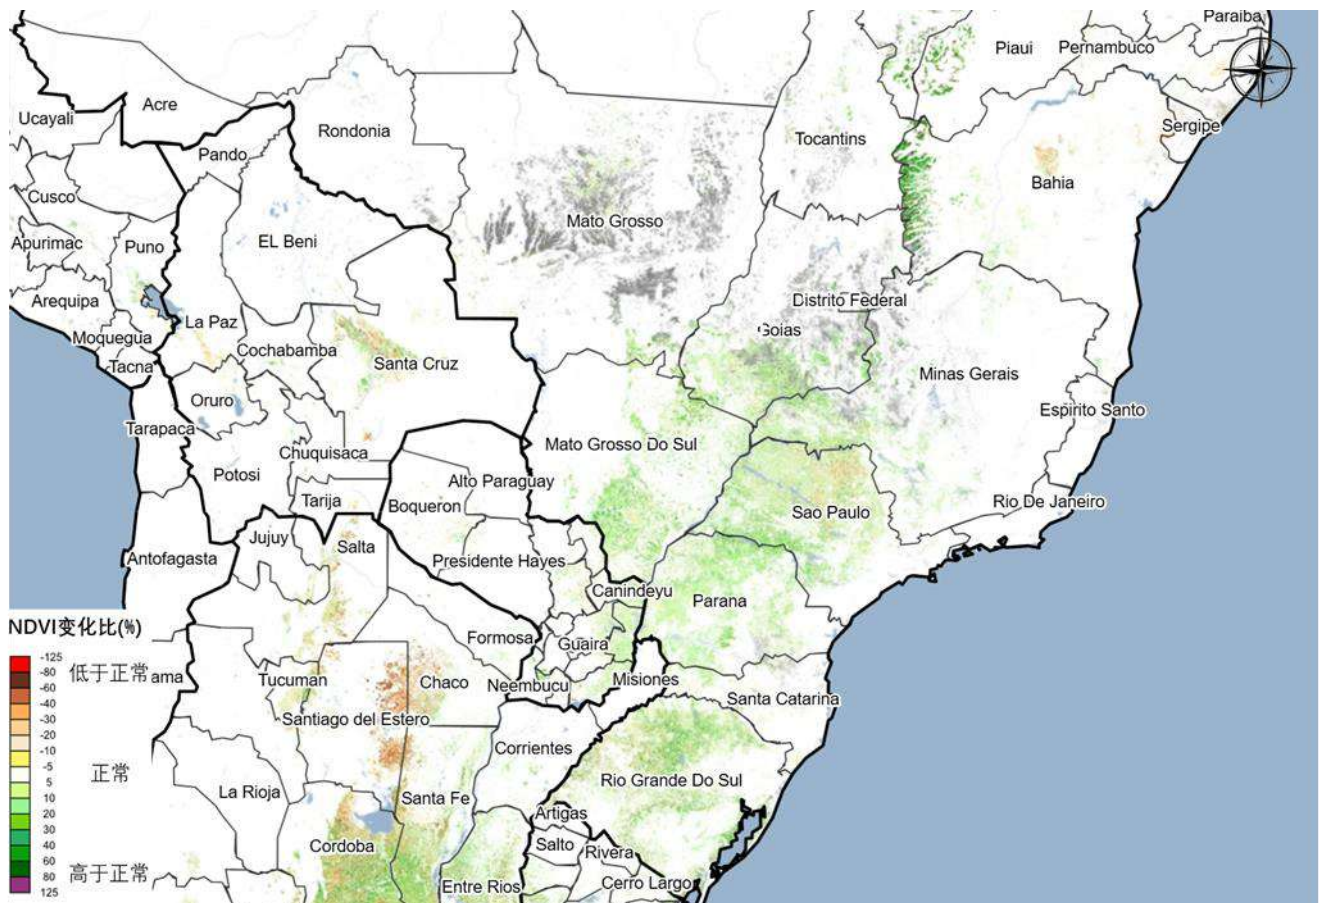 Paraiba
Piaui
Pernambuco
Acre
Ucayali
Rondonia
Sergipe
Tocantins
Pando
Bahia
Cusco
Mato Grosso
EL Beni
Apurimac
Puno
Arequipa
Distrito Federal
La Paz
Goias
Moquegua
Cochabamba
Santa Cruz
Tacna
Minas Gerais
Oruro
Espirito Santo
Tarapaca
Mato Grosso Do Sul
Chuquisaca
Potosi
Alto Paraguay
Tarija
Boqueron
Rio De Janeiro
Sao Paulo
Jujuy
Salta
Antofagasta
Presidente Hayes
Canindeyu
Parana
NDVI变化比(%)
Formosa
Guaira
-125
-80
-60
-40
-30
-20
-10
-5
5
10
20
30
40
60
80
125
低于正常
正常
高于正常
ama
Tucuman
Chaco
Neembucu
Misiones
Santa Catarina
Santiago del Estero
Corrientes
Rio Grande Do Sul
La Rioja
Santa Fe
Artigas
Cordoba
Salto
Rivera
Entre Rios
Cerro Largo